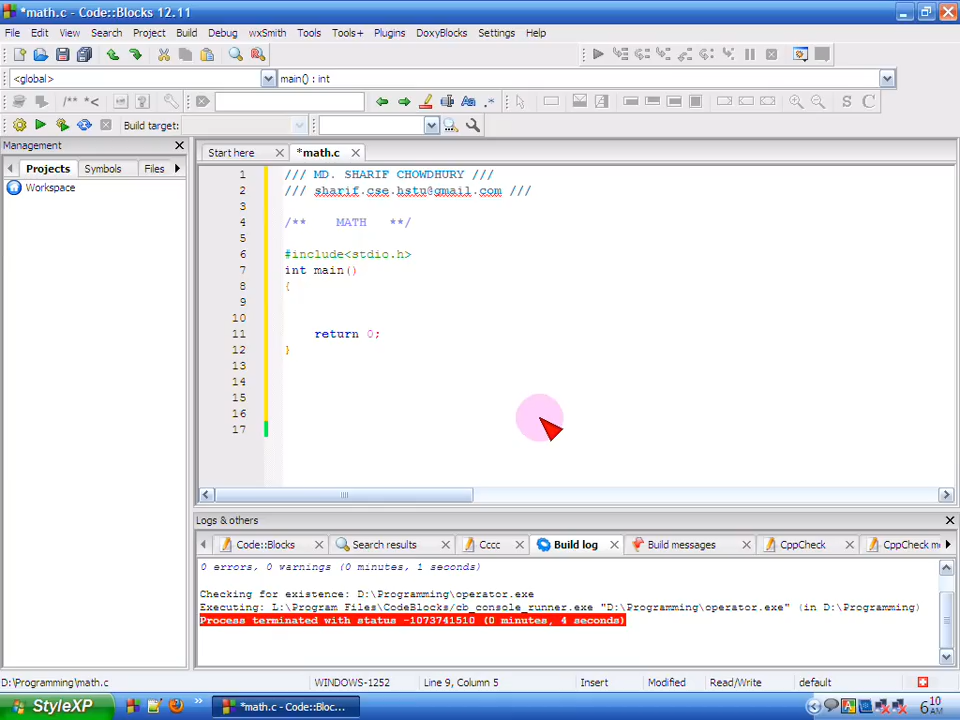 *math.c - Code::Blocks 12.11
File Edit View Search Project Build Debug wxSmith Tools Tools+ Plugins DoxyBlocks Settings Help
<global> main() : int
/** *<
Aa .* S C
Build target:
Management
Start here *math.c
Projects Symbols Files
Workspace
1 /// MD. SHARIF CHOWDHURY ///
2 /// sharif.cse.hstu@gmail.com ///
3
4 /** MATH **/
5
6 #include<stdio.h>
7 int main()
8 {
9
10
11 return 0;
12 }
13
14
15
16
17
Logs & others
Code::Blocks Search results Cccc Build log Build messages CppCheck CppCheck me
0 errors, 0 warnings (0 minutes, 1 seconds)
Checking for existence: D:\Programming\operator.exe
Executing: L:\Program Files\CodeBlocks/cb_console_runner.exe "D:\Programming\operator.exe" (in D:\Programming)
Process terminated with status -1073741510 (0 minutes, 4 seconds)
D:\Programming\math.c WINDOWS-1252 Line 9, Column 5 Insert Modified Read/Write default
StyleXP *math.c - Code::Bloc... 6 10 AM